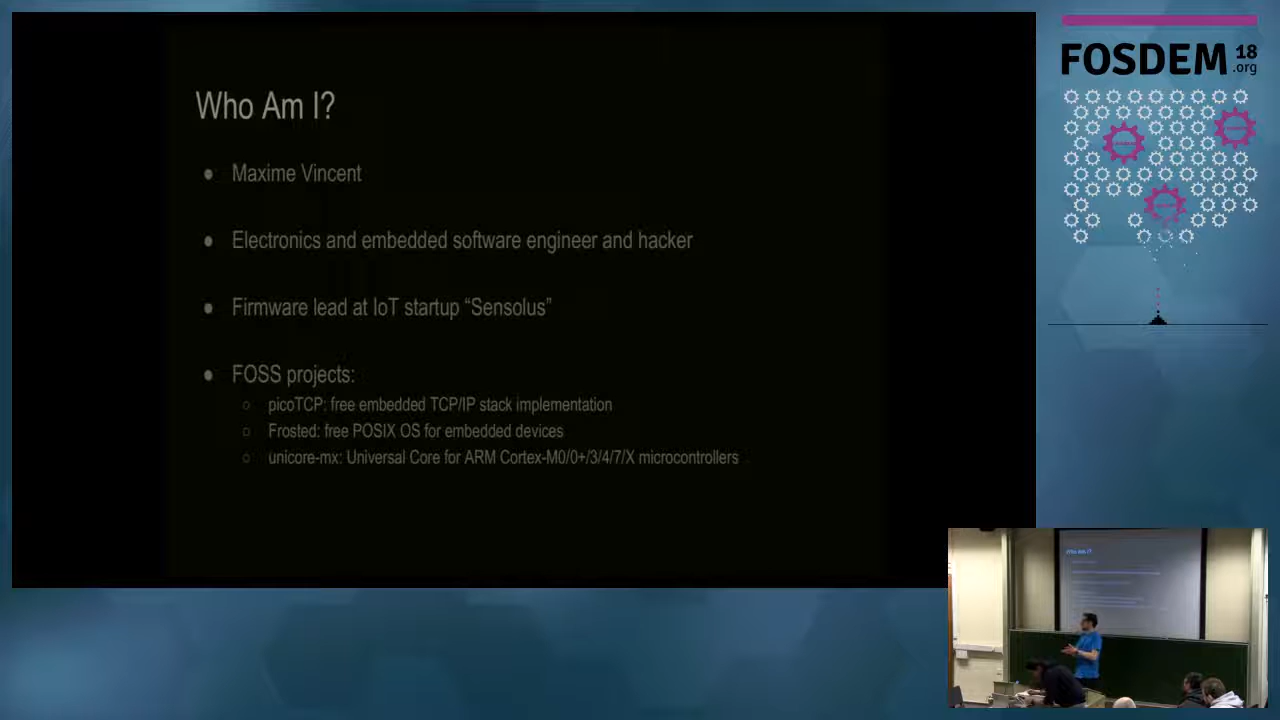 Who Am I?
● Maxime Vincent
● Electronics and embedded software engineer and hacker
● Firmware lead at IoT startup “Sensolus”
● FOSS projects:
○ picoTCP: free embedded TCP/IP stack implementation
○ Frosted: free POSIX OS for embedded devices
○ unicore-mx: Universal Core for ARM Cortex-M0/0+/3/4/7/X microcontrollers
FOSDEM 18
.org
Who Am I?